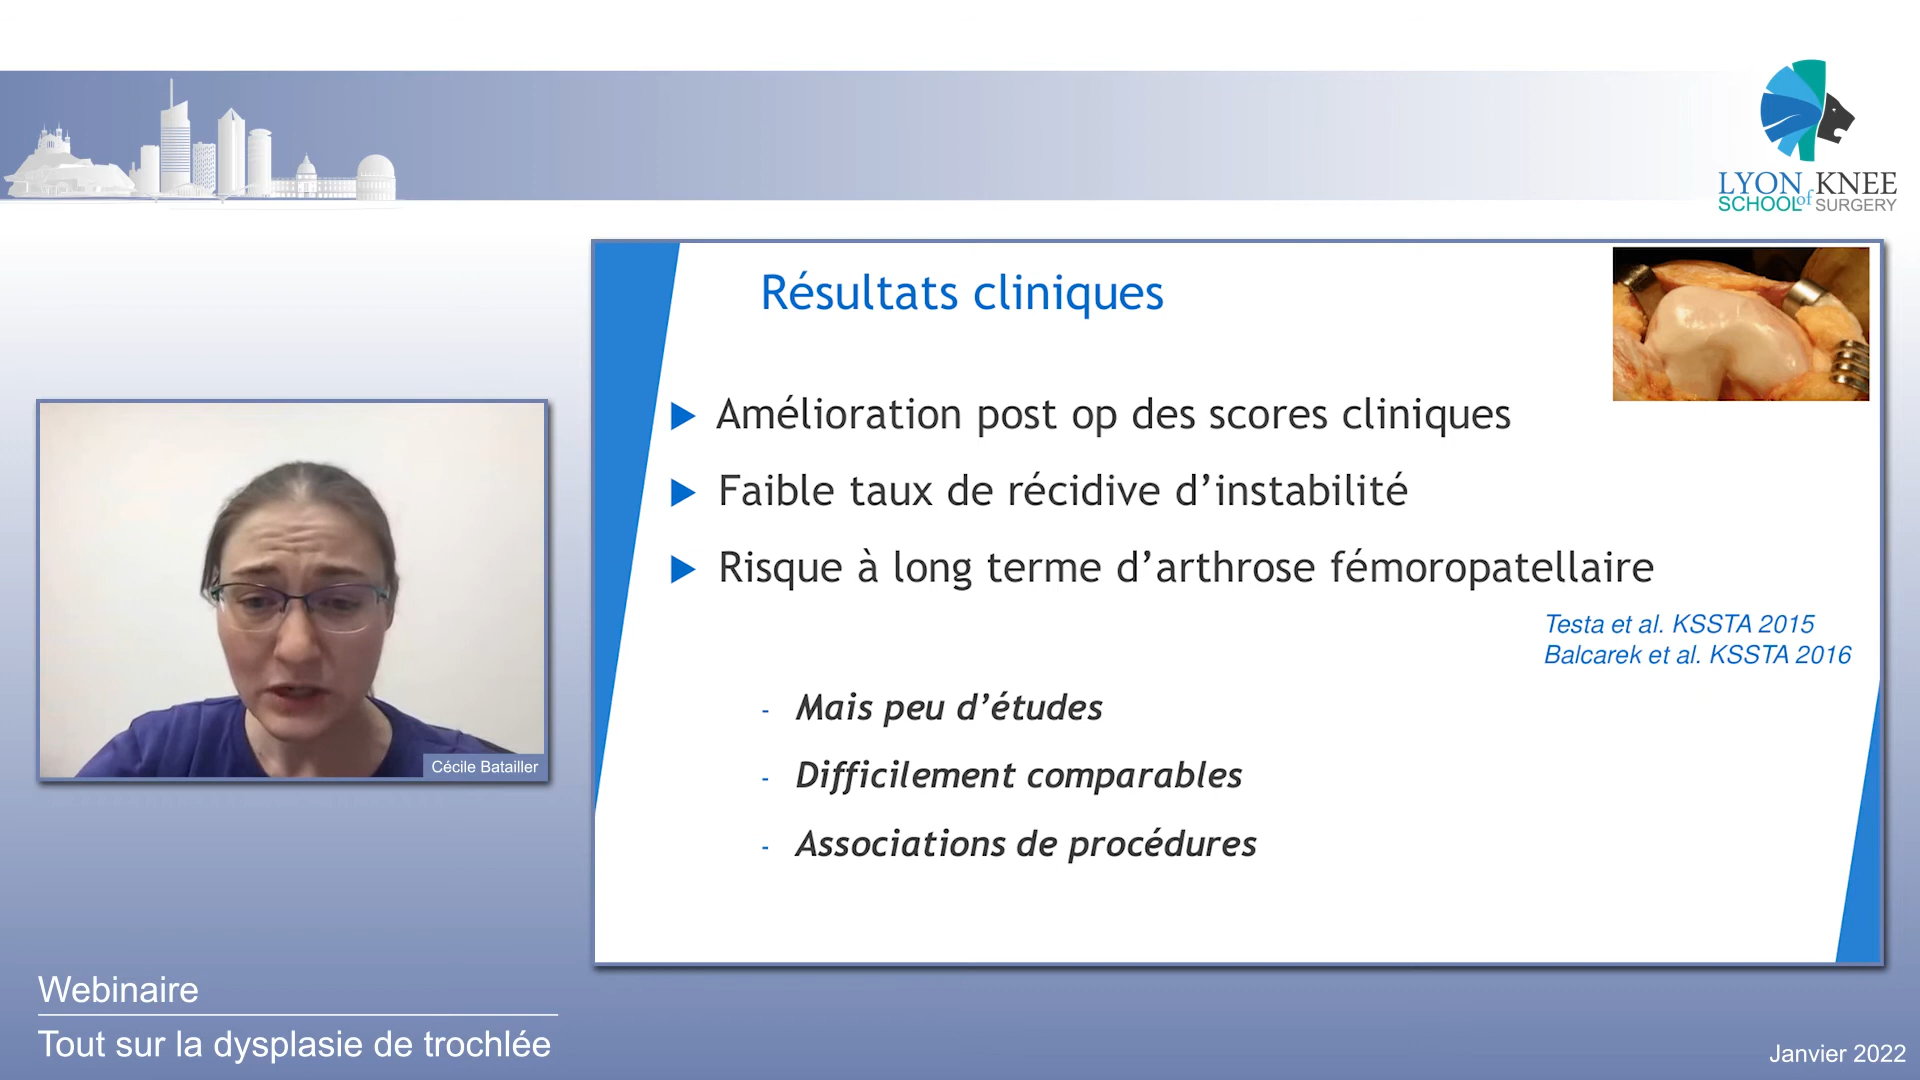 LYON KNEE
SCHOOL of SURGERY
Résultats cliniques
Amélioration post op des scores cliniques
Faible taux de récidive d’instabilité
Risque à long terme d’arthrose fémoropatellaire
Testa et al. KSSTA 2015
Balcarek et al. KSSTA 2016
- Mais peu d’études
- Difficilement comparables
- Associations de procédures
Cécile Batailler
Webinaire
Tout sur la dysplasie de trochlée
Janvier 2022